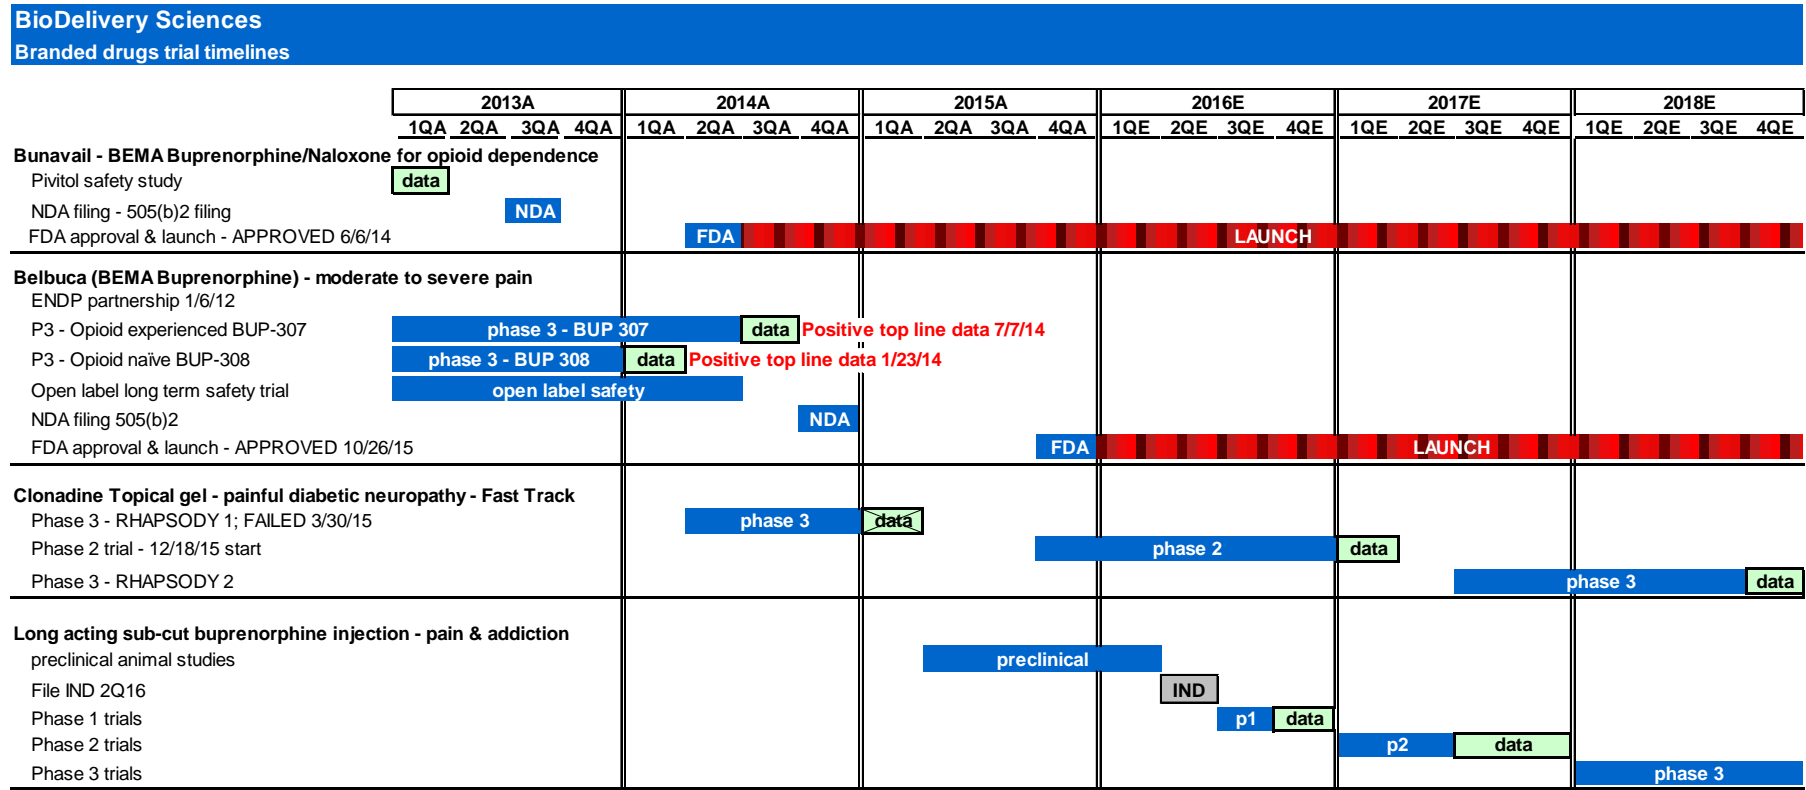 BioDelivery Sciences
Branded drugs trial timelines
2013A 2014A 2015A 2016E 2017E 2018E
1QA 2QA 3QA 4QA 1QA 2QA 3QA 4QA 1QA 2QA 3QA 4QA 1QE 2QE 3QE 4QE 1QE 2QE 3QE 4QE 1QE 2QE 3QE 4QE
Bunavail - BEMA Buprenorphine/Naloxone for opioid dependence
Pivitol safety study data
NDA filing - 505(b)2 filing NDA
FDA approval & launch - APPROVED 6/6/14 FDA LAUNCH
Belbuca (BEMA Buprenorphine) - moderate to severe pain
ENDP partnership 1/6/12
P3 - Opioid experienced BUP-307 phase 3 - BUP 307 data Positive top line data 7/7/14
P3 - Opioid naïve BUP-308 phase 3 - BUP 308 data Positive top line data 1/23/14
Open label long term safety trial open label safety
NDA filing 505(b)2 NDA
FDA approval & launch - APPROVED 10/26/15 FDA LAUNCH
Clonadine Topical gel - painful diabetic neuropathy - Fast Track
Phase 3 - RHAPSODY 1; FAILED 3/30/15 phase 3 data
Phase 2 trial - 12/18/15 start phase 2 data
Phase 3 - RHAPSODY 2 phase 3 data
Long acting sub-cut buprenorphine injection - pain & addiction
preclinical animal studies preclinical
File IND 2Q16 IND
Phase 1 trials p1 data
Phase 2 trials p2 data
Phase 3 trials phase 3